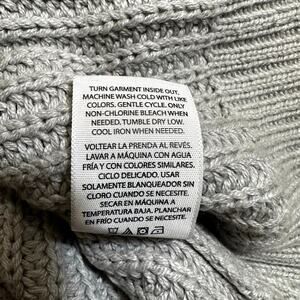 TURN GARMENT INSIDE OUT,
MACHINE WASH COLD WITH LIKE
COLORS. GENTLE CYCLE. ONLY
NON-CHLORINE BLEACH WHEN
NEEDED. TUMBLE DRY LOW.
COOL IRON WHEN NEEDED.
VOLTEAR LA PRENDA AL REVÉS.
LAVAR A MÁQUINA CON AGUA
FRÍA Y CON COLORES SIMILARES.
CICLO DELICADO. USAR
SOLAMENTE BLANQUEADOR SIN
CLORO CUANDO SE NECESITE.
SECAR EN MÁQUINA A
TEMPERATURA BAJA. PLANCHAR
EN FRÍO CUANDO SE NECESITE.